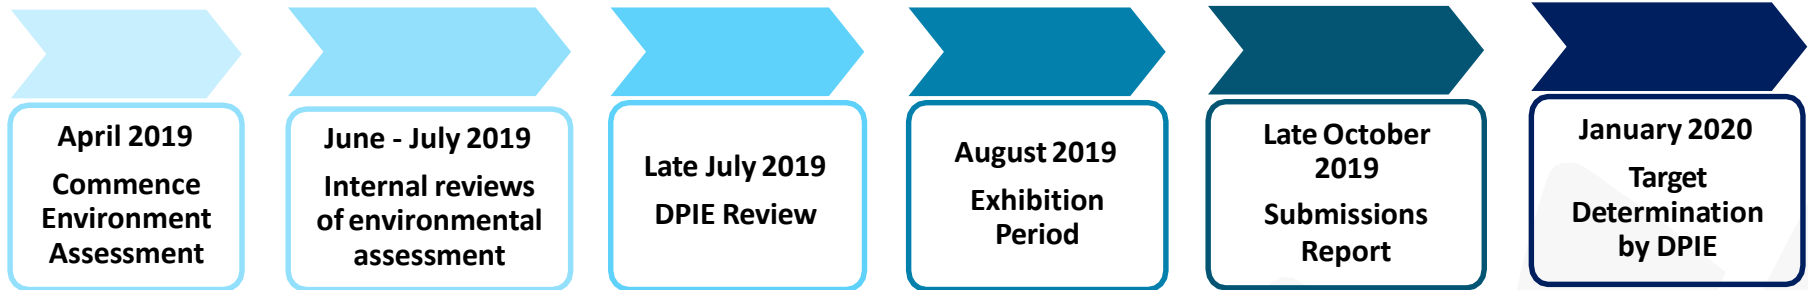 April 2019
Commence
Environment
Assessment
June - July 2019
Internal reviews
of environmental
assessment
Late July 2019
DPIE Review
August 2019
Exhibition
Period
Late October
2019
Submissions
Report
January 2020
Target
Determination
by DPIE